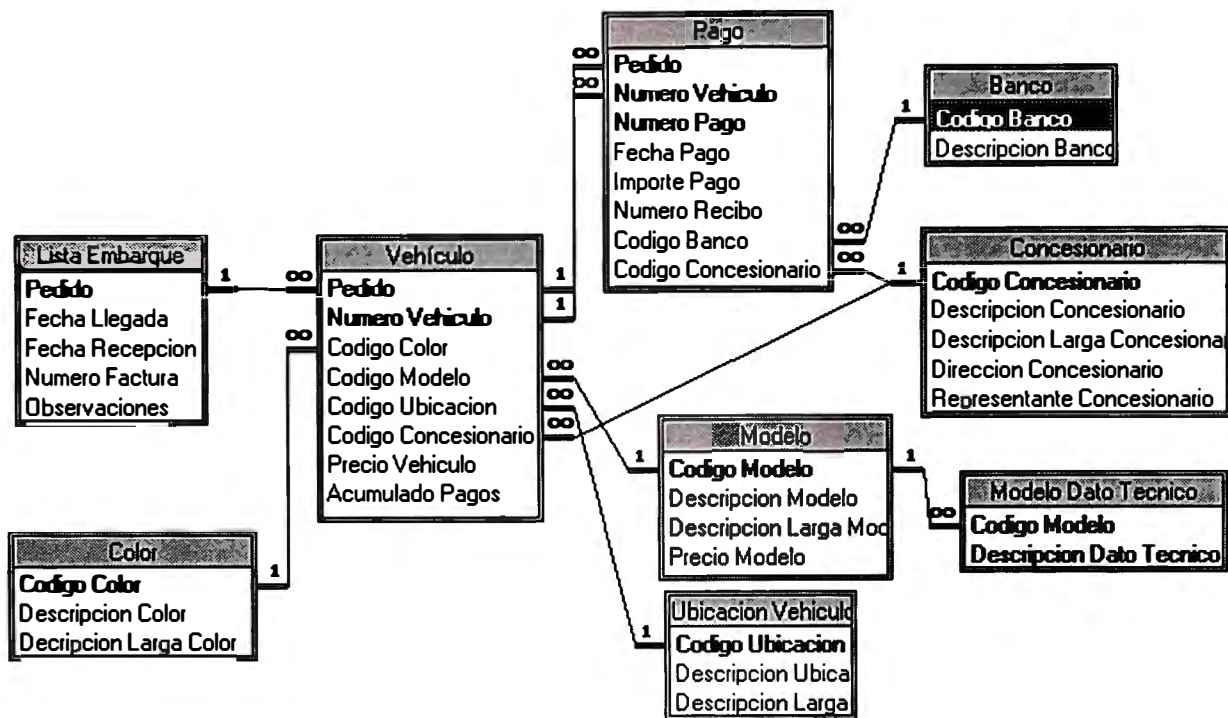 Pago
Pedido
Numero Vehiculo
Numero Pago
Fecha Pago
Importe Pago
Numero Recibo
Codigo Banco
Codigo Concesionario
∞
∞
∞
∞
Banco
Codigo Banco
Descripcion Banco
1
Lista Embarque
Pedido
Fecha Llegada
Fecha Recepcion
Numero Factura
Observaciones
1
∞
Vehículo
Pedido
Numero Vehiculo
Codigo Color
Codigo Modelo
Codigo Ubicacion
Codigo Concesionario
Precio Vehiculo
Acumulado Pagos
1
1
∞
∞
∞
∞
Concesionario
Codigo Concesionario
Descripcion Concesionario
Descripcion Larga Concesionar
Direccion Concesionario
Representante Concesionario
1
Modelo
Codigo Modelo
Descripcion Modelo
Descripcion Larga Mod
Precio Modelo
1
1
Modelo Dato Tecnico
Codigo Modelo
Descripcion Dato Tecnico
∞
Color
Codigo Color
Descripcion Color
Decripcion Larga Color
1
Ubicacion Vehiculo
Codigo Ubicacion
Descripcion Ubica
Descripcion Larga
1